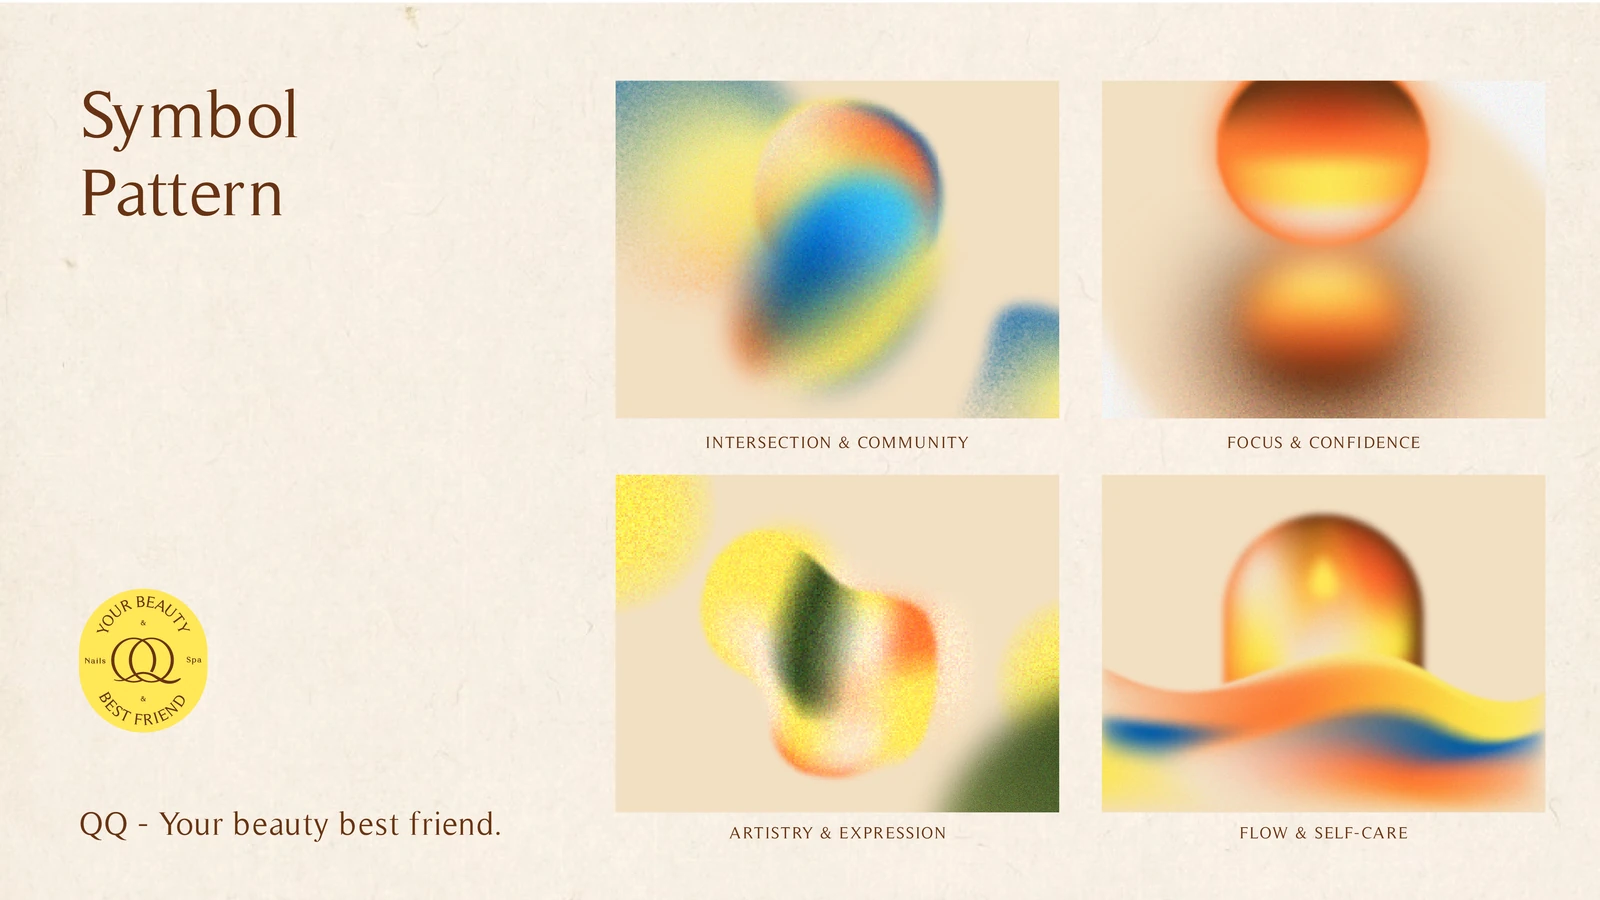 Symbol
Pattern
INTERSECTION & COMMUNITY
FOCUS & CONFIDENCE
ARTISTRY & EXPRESSION
FLOW & SELF-CARE
YOUR BEAUTY
&
Nails QQ Spa
&
BEST FRIEND
QQ - Your beauty best friend.